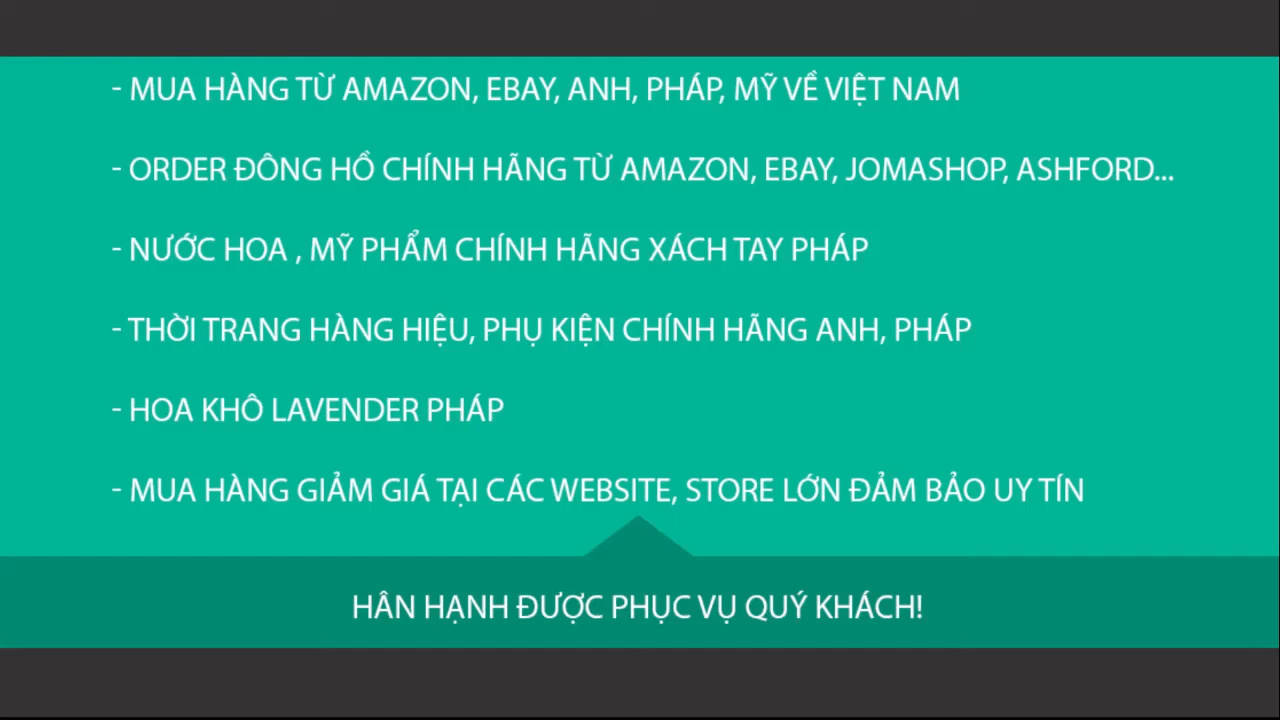 - MUA HÀNG TỪ AMAZON, EBAY, ANH, PHÁP, MỸ VỀ VIỆT NAM
- ORDER ĐÔNG HỒ CHÍNH HÃNG TỪ AMAZON, EBAY, JOMASHOP, ASHFORD...
- NƯỚC HOA , MỸ PHẨM CHÍNH HÃNG XÁCH TAY PHÁP
- THỜI TRANG HÀNG HIỆU, PHỤ KIỆN CHÍNH HÃNG ANH, PHÁP
- HOA KHÔ LAVENDER PHÁP
- MUA HÀNG GIẢM GIÁ TẠI CÁC WEBSITE, STORE LỚN ĐẢM BẢO UY TÍN
HÂN HẠNH ĐƯỢC PHỤC VỤ QUÝ KHÁCH!